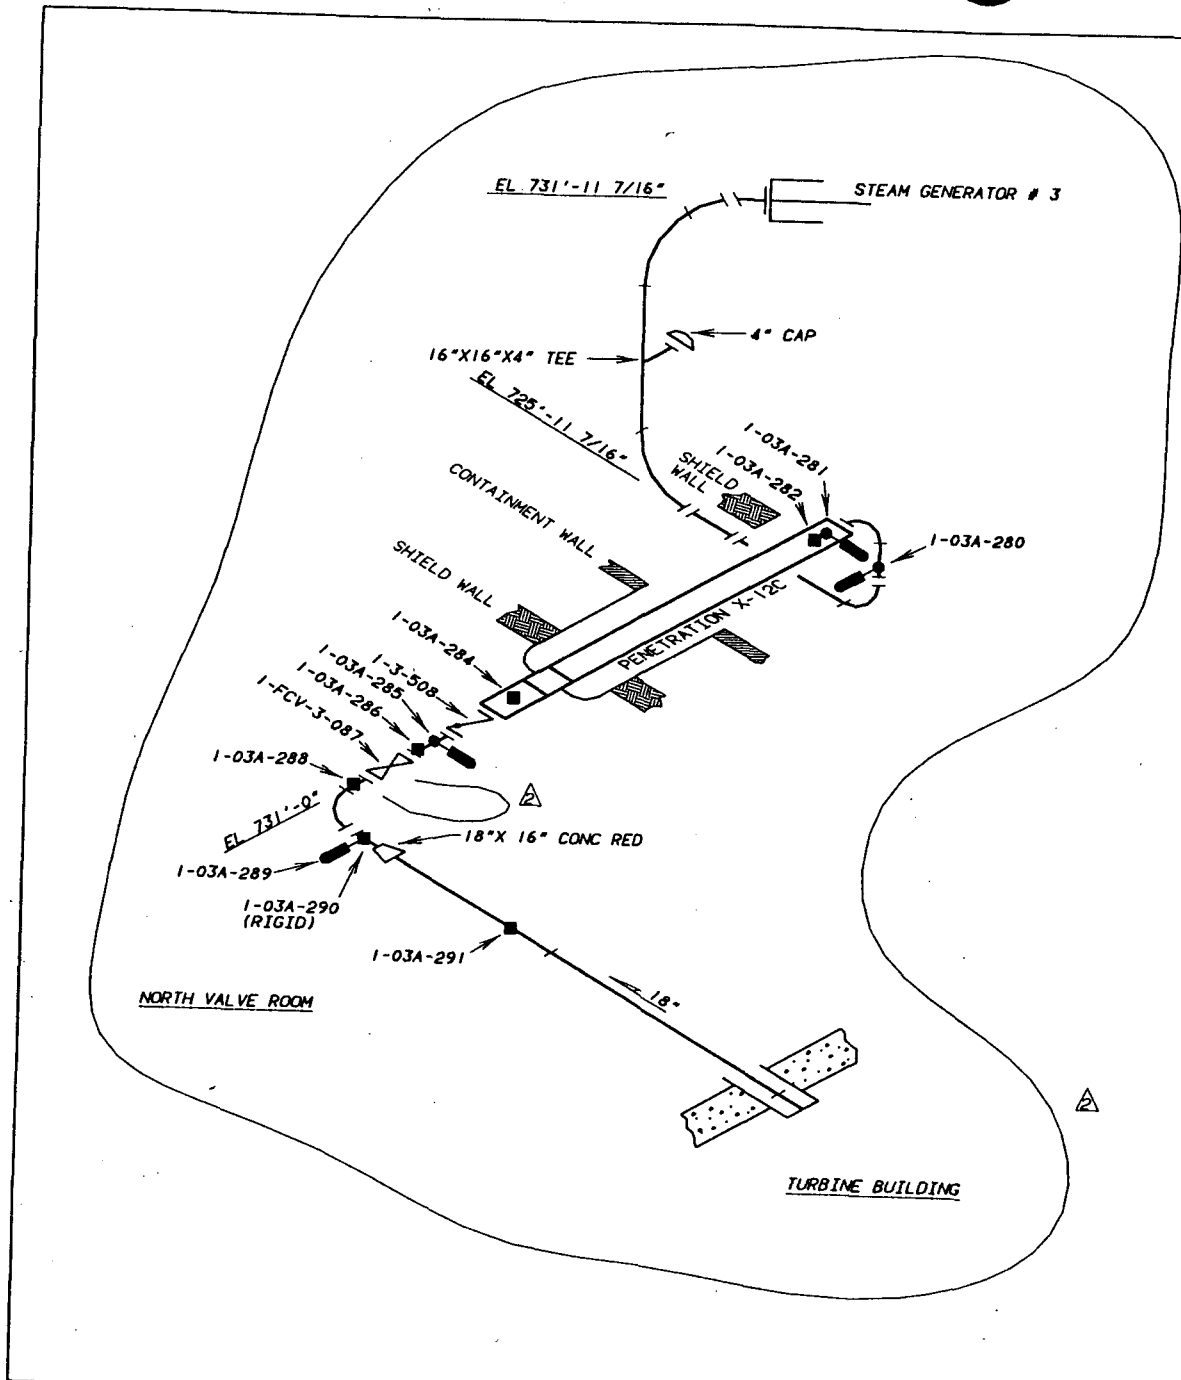 EL 731'-11 7/16"
STEAM GENERATOR # 3
4" CAP
16"X16"X4" TEE
EL 725'-11 7/16"
1-03A-281
1-03A-282
SHIELD
WALL
CONTAINMENT WALL
1-03A-280
SHIELD WALL
PENETRATION X-12C
1-03A-284
1-3-508
1-03A-285
1-03A-286
1-FCV-3-087
1-03A-288
2
EL 731'-0"
18"X 16" CONC RED
1-03A-289
1-03A-290
(RIGID)
1-03A-291
18"
NORTH VALVE ROOM
2
TURBINE BUILDING